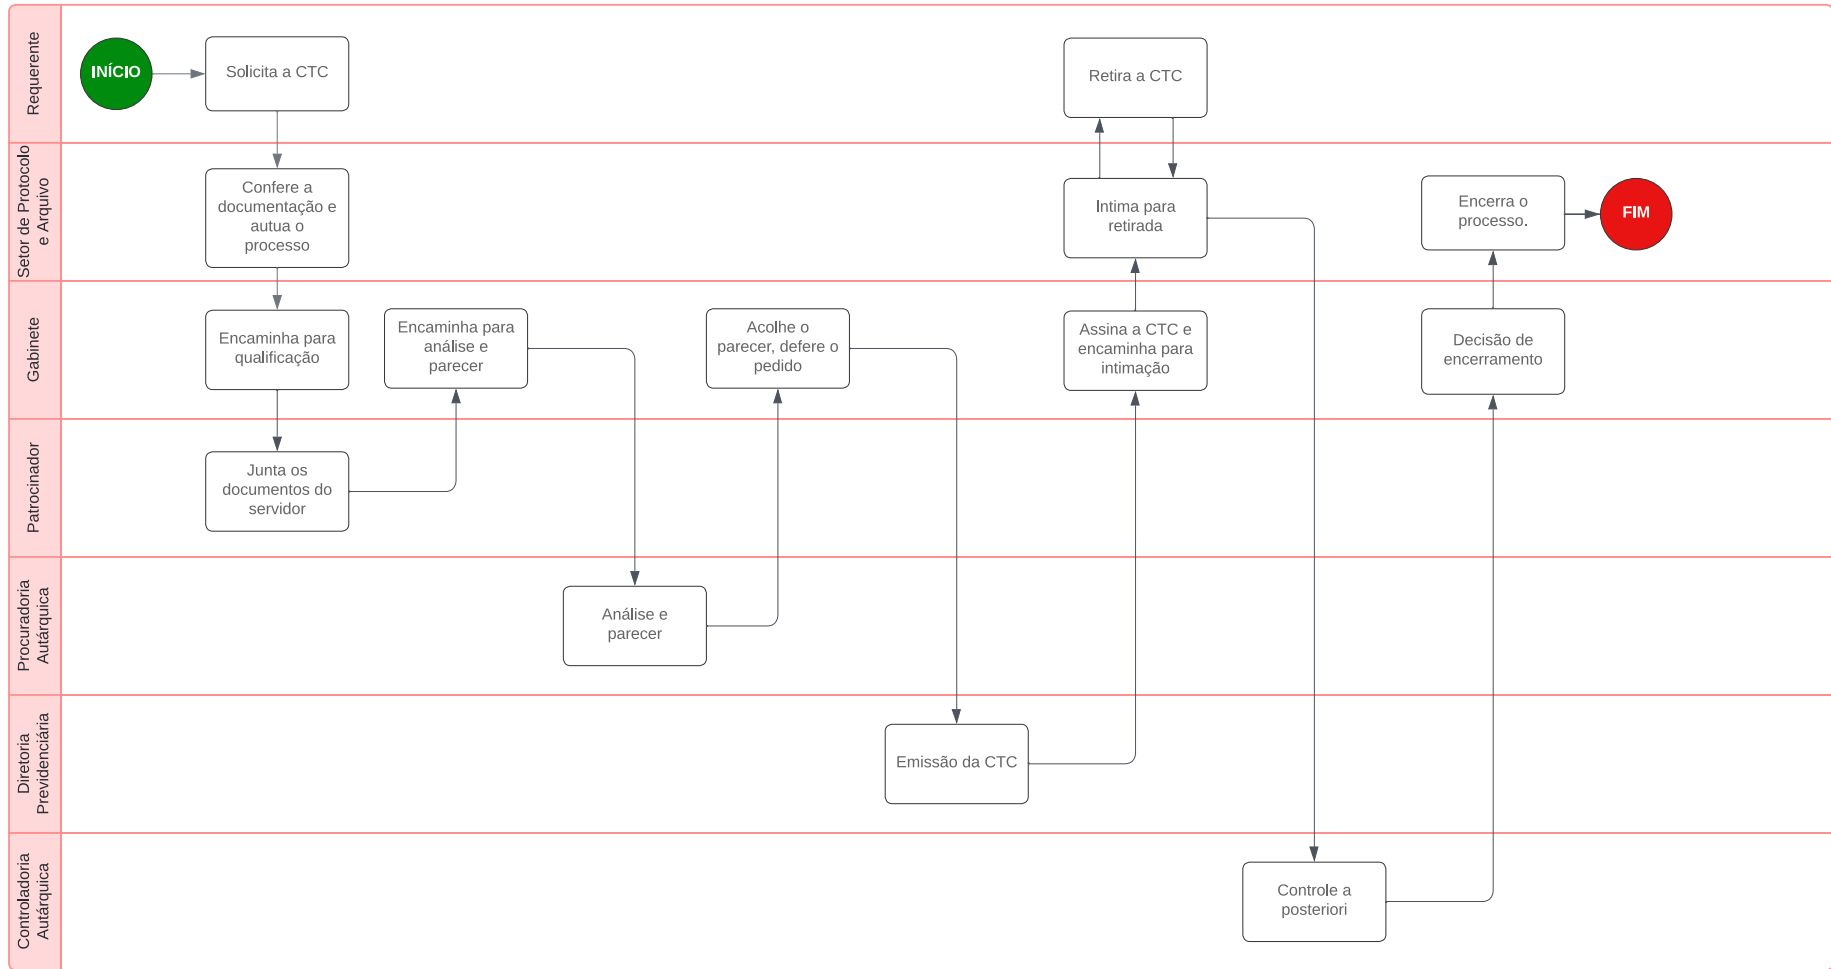 Requerente
INÍCIO
Solicita a CTC
Retira a CTC
Setor de Protocolo
e Arquivo
Confere a
documentação e
autua o
processo
Intima para
retirada
Encerra o
processo.
FIM
Gabinete
Encaminha para
qualificação
Encaminha para
análise e
parecer
Acolhe o
parecer, defere o
pedido
Assina a CTC e
encaminha para
intimação
Decisão de
encerramento
Patrocinador
Junta os
documentos do
servidor
Procuradoria
Autárquica
Análise e
parecer
Diretoria
Previdenciária
Emissão da CTC
Controladoria
Autárquica
Controle a
posteriori